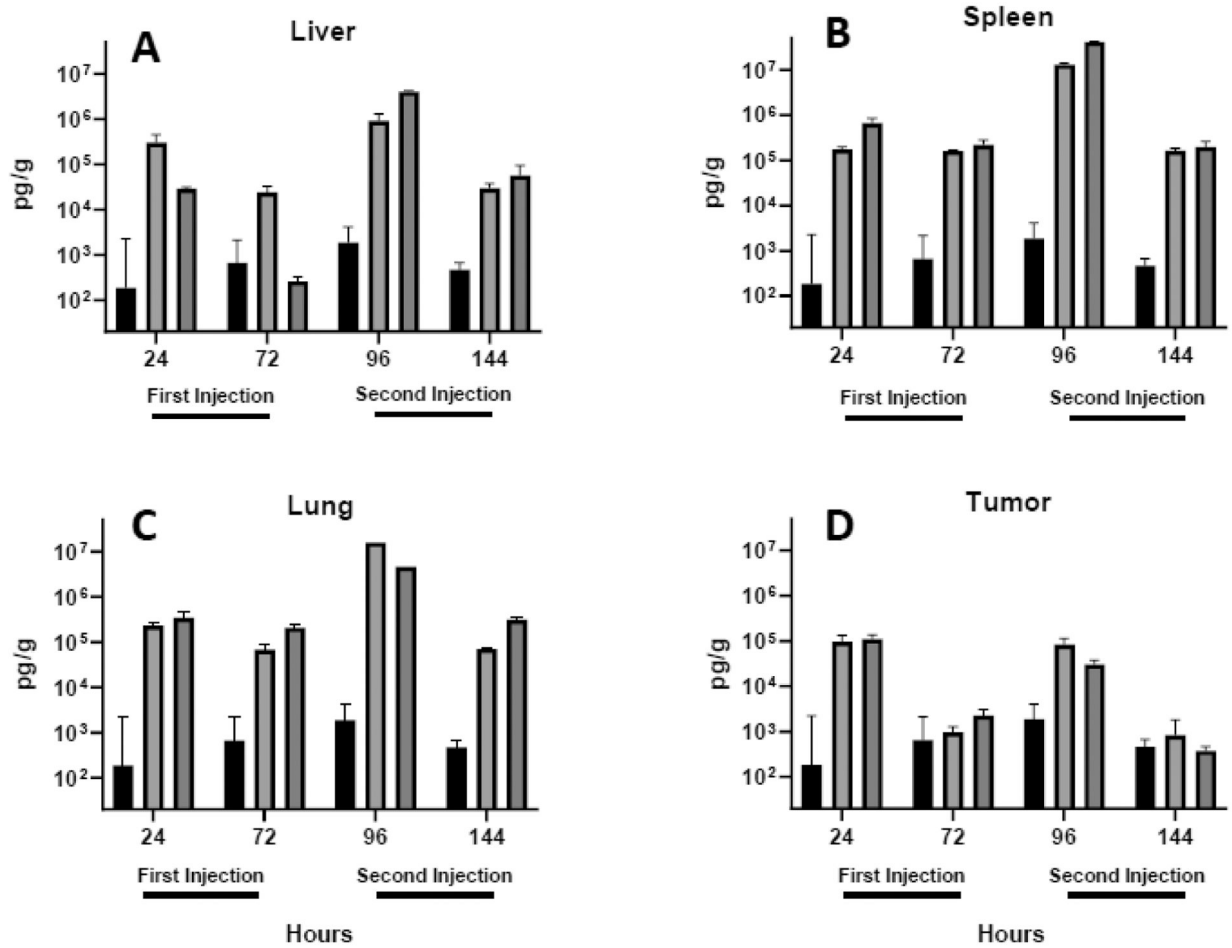 A
Liver
pg/g
10⁷
10⁶
10⁵
10⁴
10³
10²
24 72 96 144
First Injection Second Injection
B
Spleen
pg/g
10⁷
10⁶
10⁵
10⁴
10³
10²
24 72 96 144
First Injection Second Injection
C
Lung
pg/g
10⁷
10⁶
10⁵
10⁴
10³
10²
24 72 96 144
First Injection Second Injection
Hours
D
Tumor
pg/g
10⁷
10⁶
10⁵
10⁴
10³
10²
24 72 96 144
First Injection Second Injection
Hours